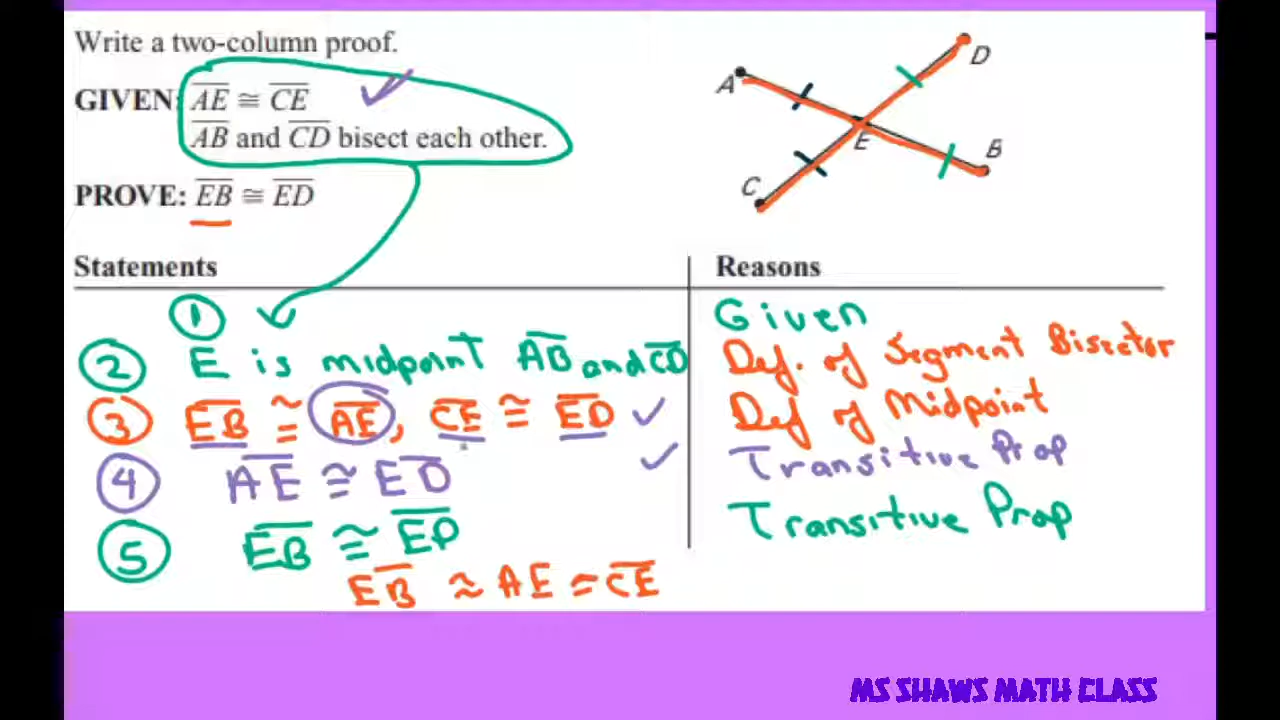 Write a two-column proof.
GIVEN: AE ≅ CE
AB and CD bisect each other.
PROVE: EB ≅ ED
A
D
E
B
C
Statements
Reasons
1
Given
2 E is midpoint AB and CD
Def. of Segment Bisector
3 EB ≅ AE, CE ≅ ED
Def of Midpoint
4 AE ≅ ED
Transitive Prop
5 EB ≅ ED
Transitive Prop
EB ≈ AE = CE
MS SHAWS MATH CLASS